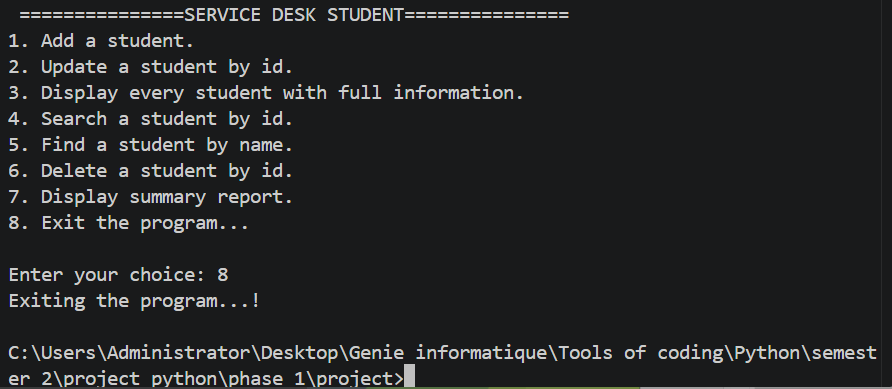 ===============SERVICE DESK STUDENT===============
1. Add a student.
2. Update a student by id.
3. Display every student with full information.
4. Search a student by id.
5. Find a student by name.
6. Delete a student by id.
7. Display summary report.
8. Exit the program...
Enter your choice: 8
Exiting the program...!
C:\Users\Administrator\Desktop\Genie informatique\Tools of coding\Python\semest
er 2\project python\phase 1\project>